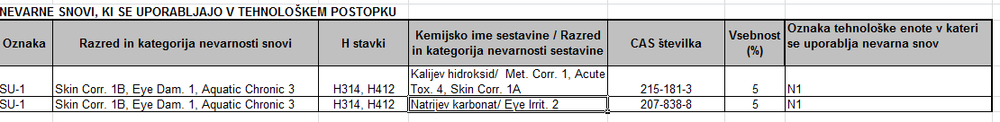 NEVARNE SNOVI, KI SE UPORABLJAJO V TEHNOLOŠKEM POSTOPKU
Oznaka
Razred in kategorija nevarnosti snovi
H stavki
Kemijsko ime sestavine / Razred
in kategorija nevarnosti sestavine
CAS številka
Vsebnost
(%)
Oznaka tehnološke enote v kateri
se uporablja nevarna snov
SU-1
Skin Corr. 1B, Eye Dam. 1, Aquatic Chronic 3
H314, H412
Kalijev hidroksid/ Met. Corr. 1, Acute
Tox. 4, Skin Corr. 1A
215-181-3
5
N1
SU-1
Skin Corr. 1B, Eye Dam. 1, Aquatic Chronic 3
H314, H412
Natrijev karbonat/ Eye Irrit. 2
207-838-8
5
N1